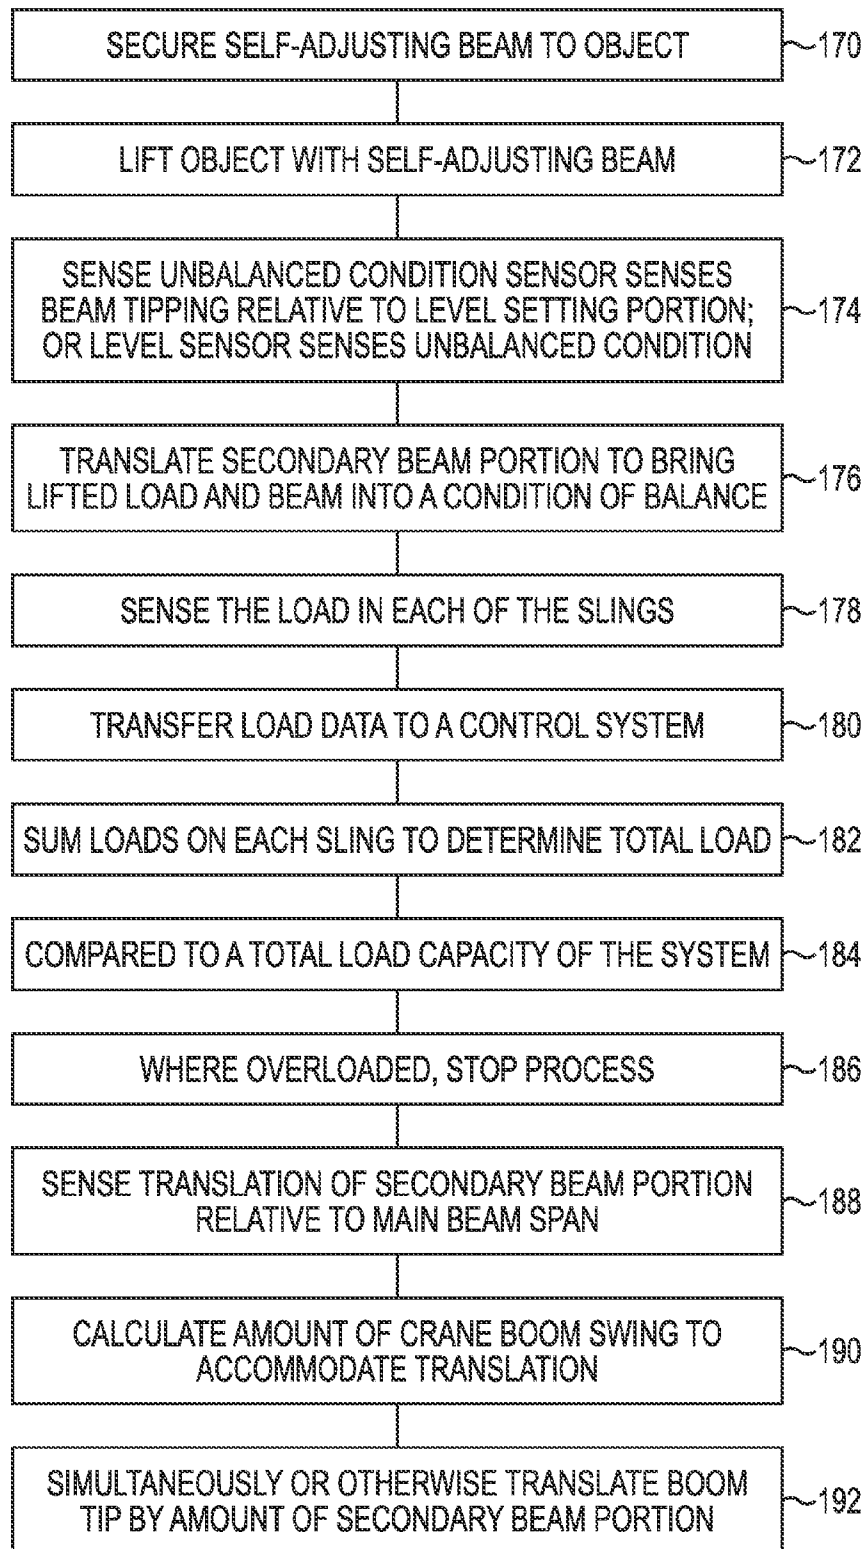 SECURE SELF-ADJUSTING BEAM TO OBJECT 170
LIFT OBJECT WITH SELF-ADJUSTING BEAM 172
SENSE UNBALANCED CONDITION SENSOR SENSES
BEAM TIPPING RELATIVE TO LEVEL SETTING PORTION; 174
OR LEVEL SENSOR SENSES UNBALANCED CONDITION
TRANSLATE SECONDARY BEAM PORTION TO BRING
LIFTED LOAD AND BEAM INTO A CONDITION OF BALANCE 176
SENSE THE LOAD IN EACH OF THE SLINGS 178
TRANSFER LOAD DATA TO A CONTROL SYSTEM 180
SUM LOADS ON EACH SLING TO DETERMINE TOTAL LOAD 182
COMPARED TO A TOTAL LOAD CAPACITY OF THE SYSTEM 184
WHERE OVERLOADED, STOP PROCESS 186
SENSE TRANSLATION OF SECONDARY BEAM PORTION
RELATIVE TO MAIN BEAM SPAN 188
CALCULATE AMOUNT OF CRANE BOOM SWING TO
ACCOMMODATE TRANSLATION 190
SIMULTANEOUSLY OR OTHERWISE TRANSLATE BOOM
TIP BY AMOUNT OF SECONDARY BEAM PORTION 192